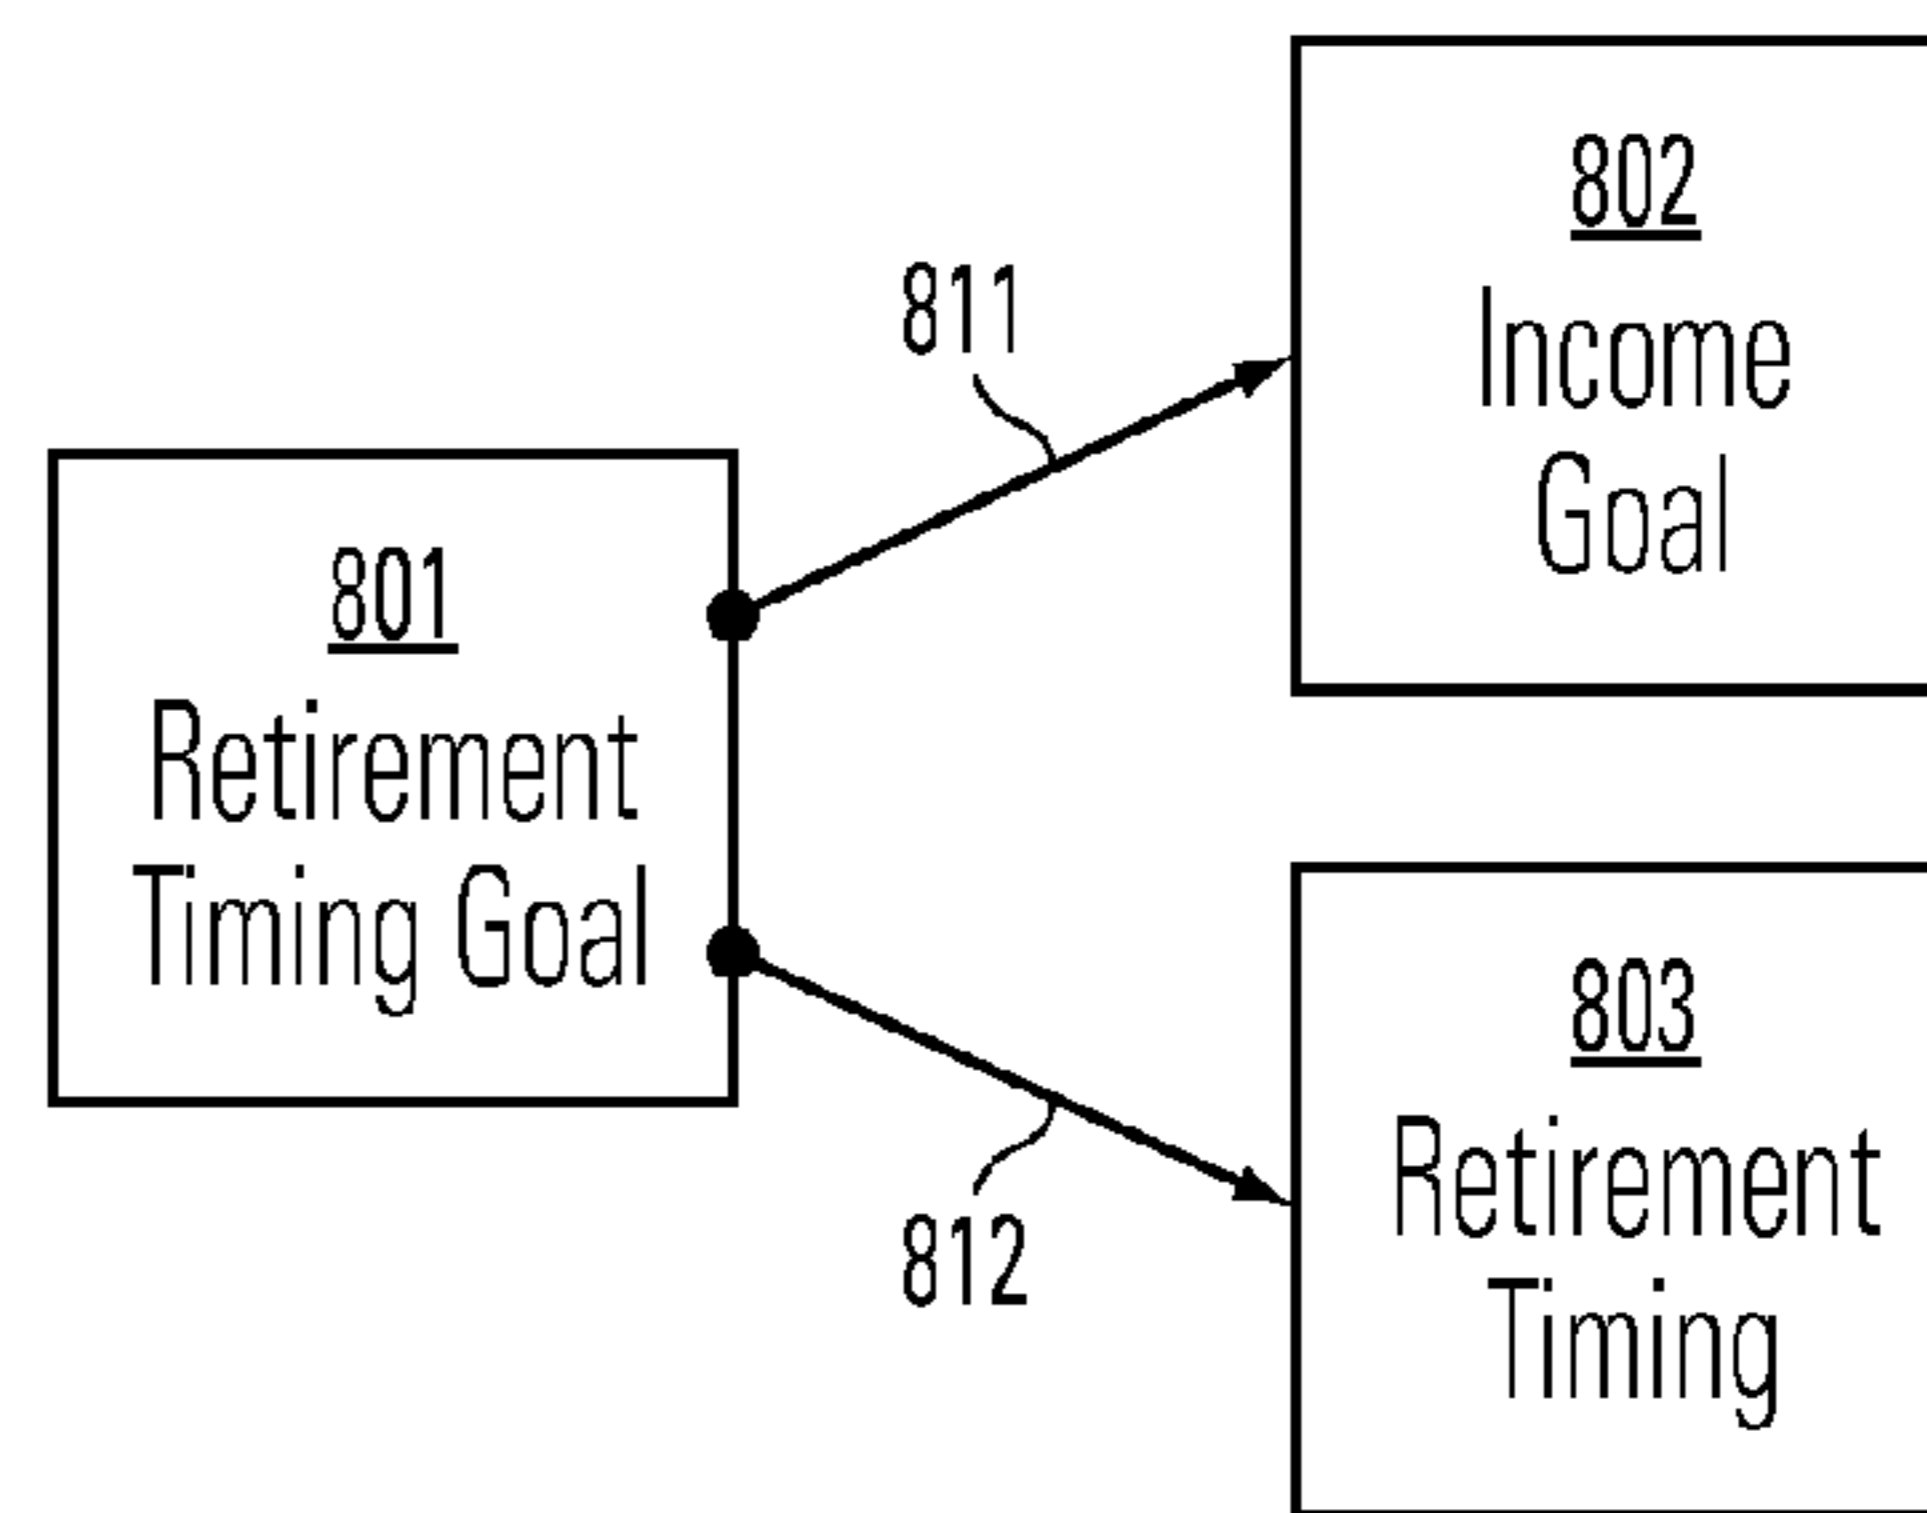 802
Income
Goal
811
801
Retirement
Timing Goal
803
Retirement
Timing
812